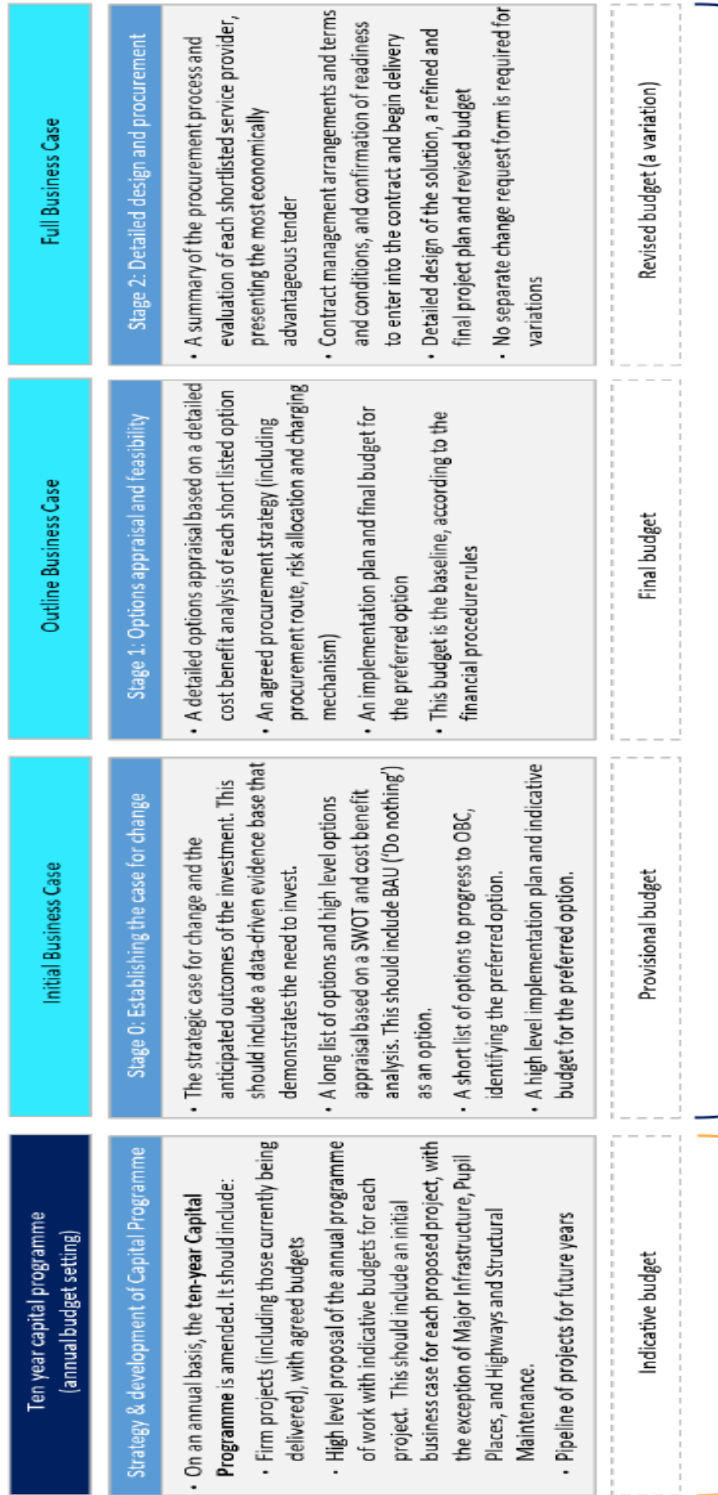 Ten year capital programme
(annual budget setting)
Strategy & development of Capital Programme
• On an annual basis, the ten-year Capital
Programme is amended. It should include:
• Firm projects (including those currently being
delivered), with agreed budgets
• High level proposal of the annual programme
of work with indicative budgets for each
project. This should include an initial
business case for each proposed project, with
the exception of Major Infrastructure, Pupil
Places, and Highways and Structural
Maintenance.
• Pipeline of projects for future years
Indicative budget
Initial Business Case
Stage 0: Establishing the case for change
• The strategic case for change and the
anticipated outcomes of the investment. This
should include a data-driven evidence base that
demonstrates the need to invest.
• A long list of options and high level options
appraisal based on a SWOT and cost benefit
analysis. This should include BAU ('Do nothing')
as an option.
• A short list of options to progress to OBC,
identifying the preferred option.
• A high level implementation plan and indicative
budget for the preferred option.
Provisional budget
Outline Business Case
Stage 1: Options appraisal and feasibility
• A detailed options appraisal based on a detailed
cost benefit analysis of each short listed option
• An agreed procurement strategy (including
procurement route, risk allocation and charging
mechanism)
• An implementation plan and final budget for
the preferred option
• This budget is the baseline, according to the
financial procedure rules
Final budget
Full Business Case
Stage 2: Detailed design and procurement
• A summary of the procurement process and
evaluation of each shortlisted service provider,
presenting the most economically
advantageous tender
• Contract management arrangements and terms
and conditions, and confirmation of readiness
to enter into the contract and begin delivery
• Detailed design of the solution, a refined and
final project plan and revised budget
• No separate change request form is required for
variations
Revised budget (a variation)